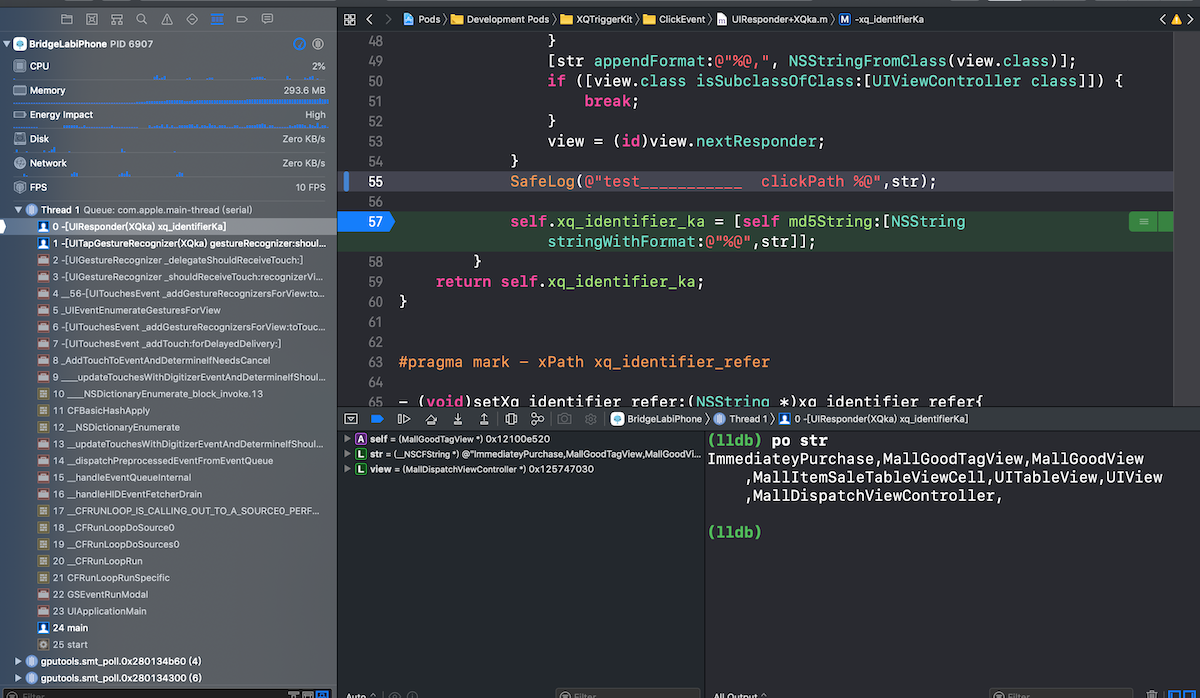 BridgeLabiPhone PID 6907
CPU 2%
Memory 293.6 MB
Energy Impact High
Disk Zero KB/s
Network Zero KB/s
FPS 10 FPS
Thread 1 Queue: com.apple.main-thread (serial)
0 -[UIResponder(XQka) xq_identifierKa]
1 -[UITapGestureRecognizer(XQKa) gestureRecognizer:shoul...
2 -[UIGestureRecognizer _delegateShouldReceiveTouch:]
3 -[UIGestureRecognizer _shouldReceiveTouch:recognizerVi...
4 __56-[UITouchesEvent _addGestureRecognizersForView:to...
5 _UIEventEnumerateGesturesForView
6 -[UITouchesEvent _addGestureRecognizersForView:toTouc...
7 -[UITouchesEvent _addTouch:forDelayedDelivery:]
8 _AddTouchToEventAndDetermineIfNeedsCancel
9 ____updateTouchesWithDigitizerEventAndDetermineIfShoul...
10 ____NSDictionaryEnumerate_block_invoke.13
11 CFBasicHashApply
12 __NSDictionaryEnumerate
13 __updateTouchesWithDigitizerEventAndDetermineIfShoul...
14 __dispatchPreprocessedEventFromEventQueue
15 __handleEventQueueInternal
16 __handleHIDEventFetcherDrain
17 __CFRUNLOOP_IS_CALLING_OUT_TO_A_SOURCE0_PERF...
18 __CFRunLoopDoSource0
19 __CFRunLoopDoSources0
20 __CFRunLoopRun
21 CFRunLoopRunSpecific
22 GSEventRunModal
23 UIApplicationMain
24 main
25 start
gputools.smt_poll.0x280134b60 (4)
gputools.smt_poll.0x280134300 (6)
Filter
Pods Development Pods XQTriggerKit ClickEvent UIResponder+XQka.m M -xq_identifierKa
48 }
49 [str appendFormat:@"%@,", NSStringFromClass(view.class)];
50 if ([view.class isSubclassOfClass:[UIViewController class]]) {
51 break;
52 }
53 view = (id)view.nextResponder;
54 }
55 SafeLog(@"test___________  clickPath %@",str);
56
57 self.xq_identifier_ka = [self md5String:[NSString
stringWithFormat:@"%@",str]];
58 }
59 return self.xq_identifier_ka;
60 }
61
62
63 #pragma mark - xPath xq_identifier_refer
64
65 - (void)setXq_identifier_refer:(NSString *)xq_identifier_refer{
BridgeLabiPhone Thread 1 0 -[UIResponder(XQka) xq_identifierKa]
A self = (MallGoodTagView *) 0x12100e520
L str = (__NSCFString *) @"ImmediateyPurchase,MallGoodTagView,MallGoodVi...
L view = (MallDispatchViewController *) 0x125747030
Auto Filter
(lldb) po str
ImmediateyPurchase,MallGoodTagView,MallGoodView
,MallItemSaleTableViewCell,UITableView,UIView
,MallDispatchViewController,
(lldb)
All Output Filter